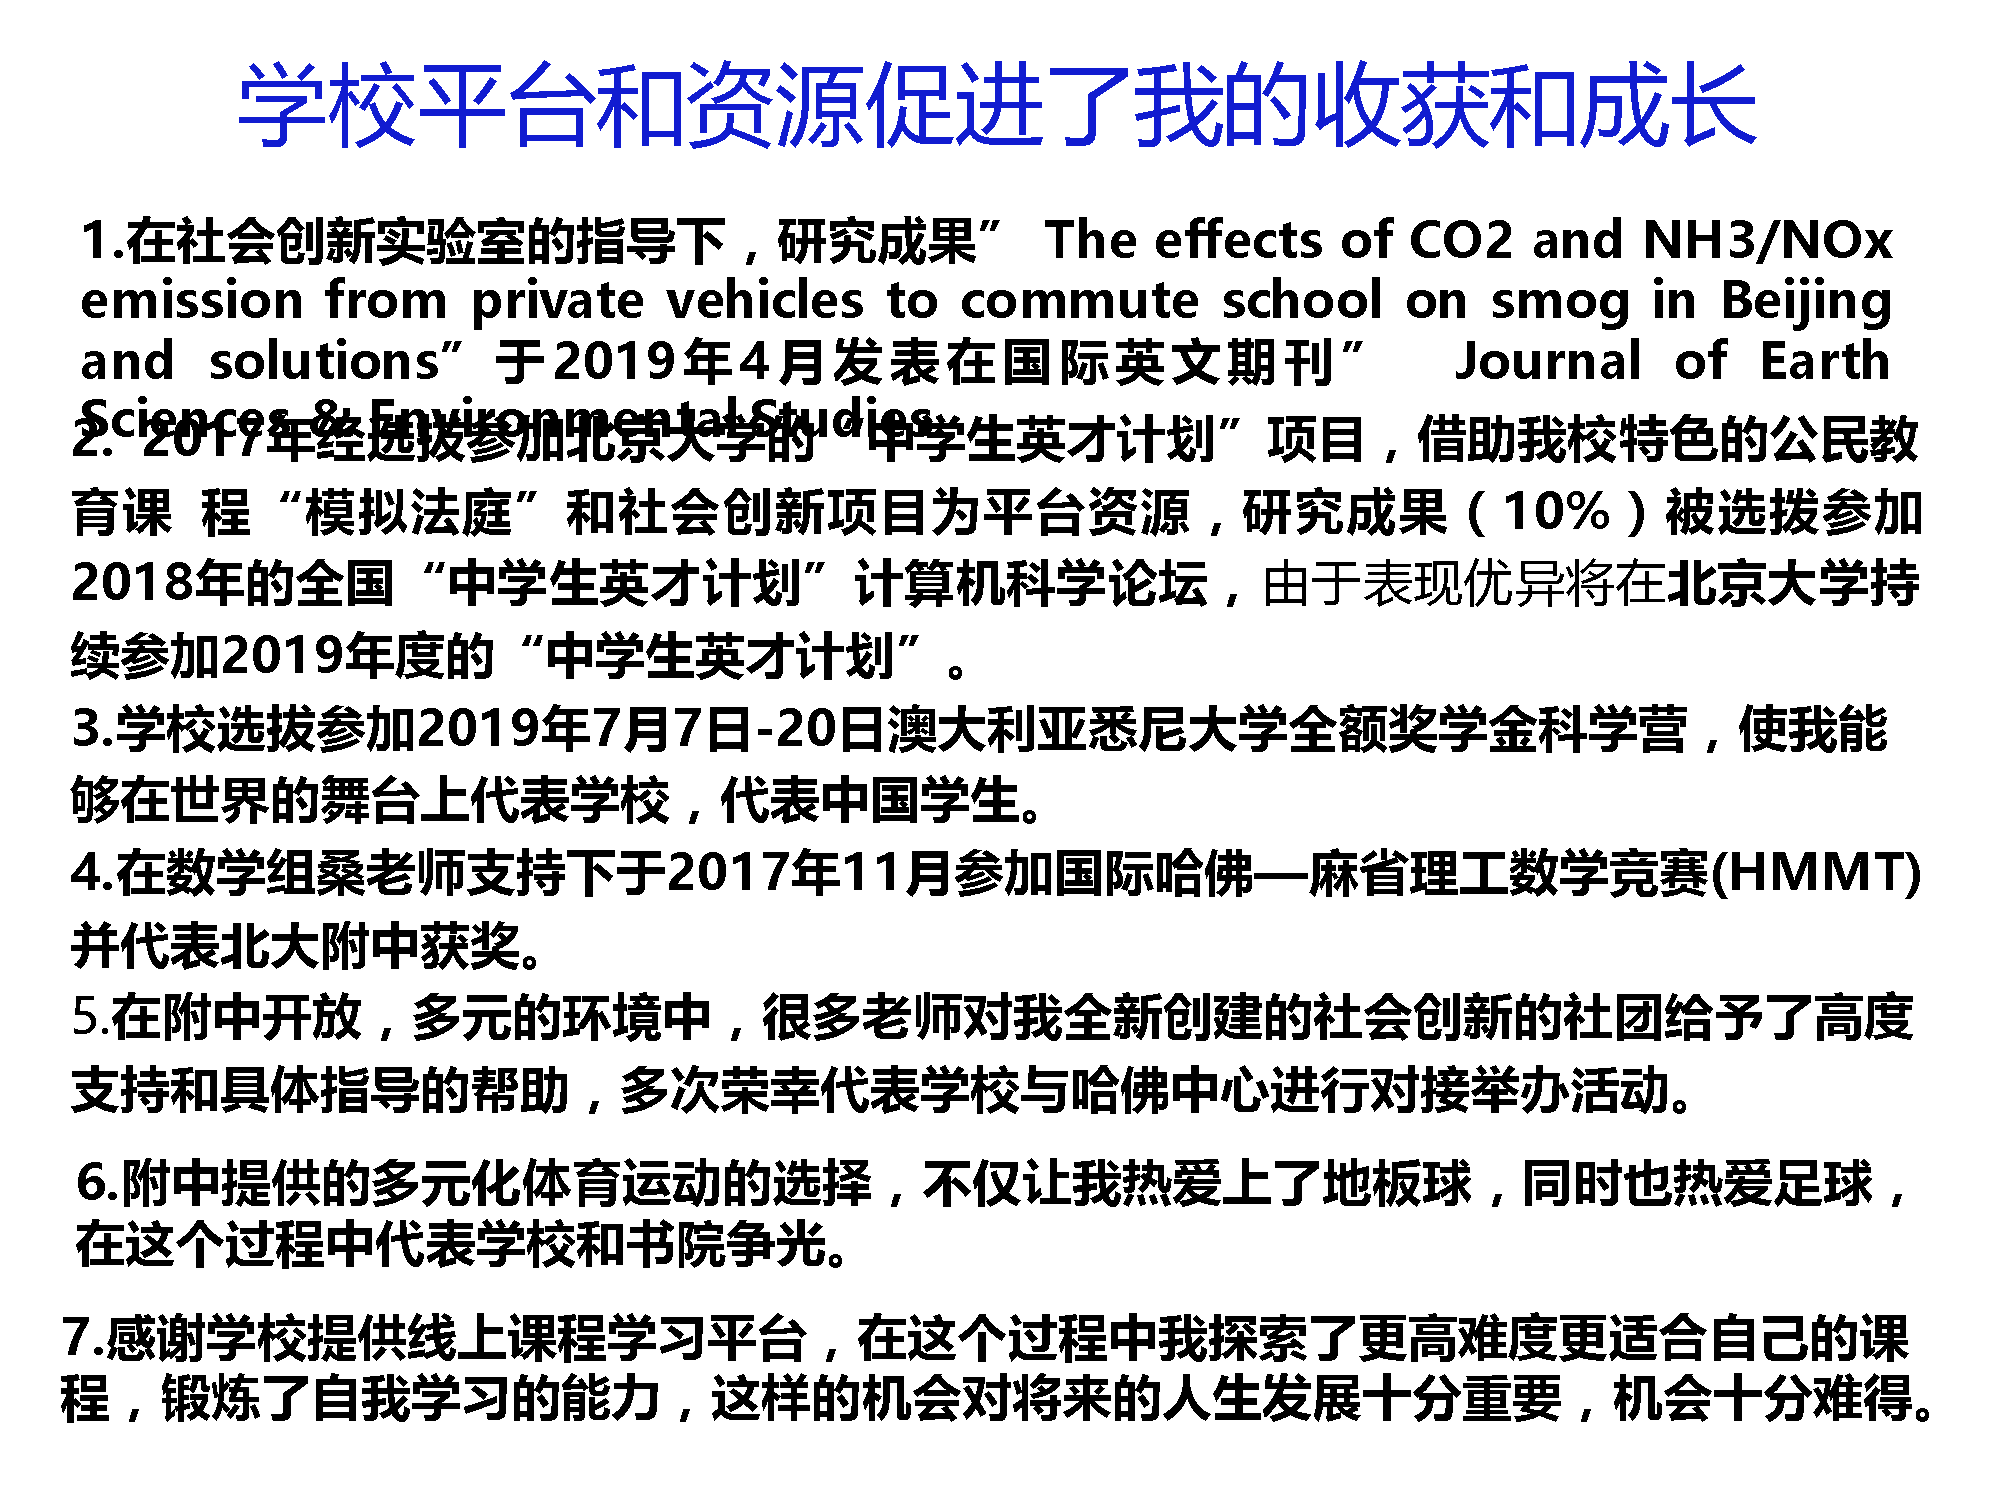 学校平台和资源促进了我的收获和成长
1.在社会创新实验室的指导下，研究成果” The effects of CO2 and NH3/NOx
emission from private vehicles to commute school on smog in Beijing
and solutions” 于2019年4月发表在国际英文期刊” Journal of Earth
Sciences & Environmental Studies
2. 2017年经选拔参加北京大学的“中学生英才计划”项目，借助我校特色的公民教
育课 程“模拟法庭”和社会创新项目为平台资源，研究成果（10%）被选拨参加
2018年的全国“中学生英才计划”计算机科学论坛，由于表现优异将在北京大学持
续参加2019年度的“中学生英才计划”。
3.学校选拔参加2019年7月7日-20日澳大利亚悉尼大学全额奖学金科学营，使我能
够在世界的舞台上代表学校，代表中国学生。
4.在数学组桑老师支持下于2017年11月参加国际哈佛—麻省理工数学竞赛(HMMT)
并代表北大附中获奖。
5.在附中开放，多元的环境中，很多老师对我全新创建的社会创新的社团给予了高度
支持和具体指导的帮助，多次荣幸代表学校与哈佛中心进行对接举办活动。
6.附中提供的多元化体育运动的选择，不仅让我热爱上了地板球，同时也热爱足球，
在这个过程中代表学校和书院争光。
7.感谢学校提供线上课程学习平台，在这个过程中我探索了更高难度更适合自己的课
程，锻炼了自我学习的能力，这样的机会对将来的人生发展十分重要，机会十分难得。